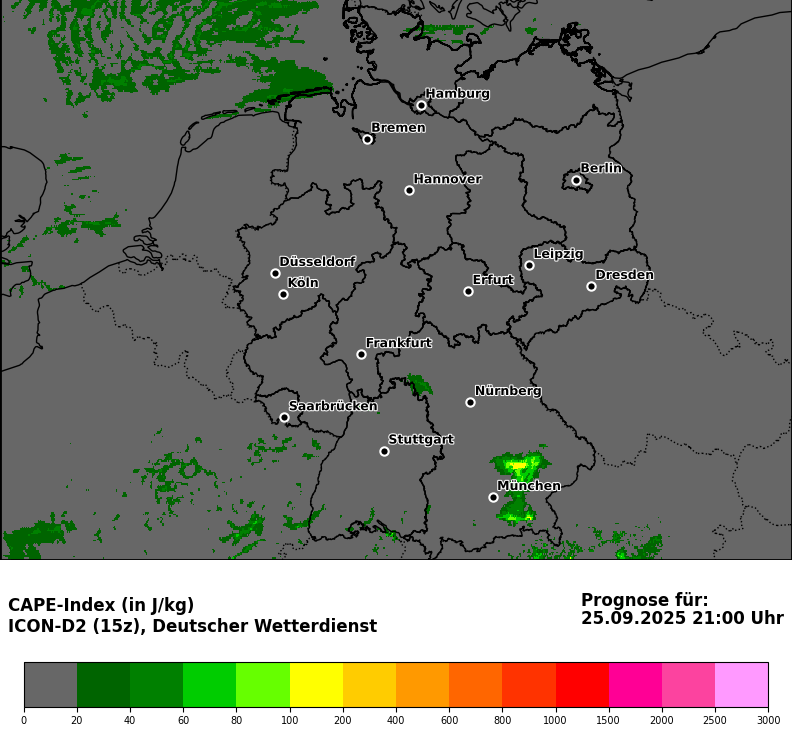 Hamburg
Bremen
Berlin
Hannover
Leipzig
Düsseldorf
Dresden
Köln
Erfurt
Frankfurt
Nürnberg
Saarbrücken
Stuttgart
München
CAPE-Index (in J/kg)
ICON-D2 (15z), Deutscher Wetterdienst
Prognose für:
25.09.2025 21:00 Uhr
0 20 40 60 80 100 200 400 600 800 1000 1500 2000 2500 3000